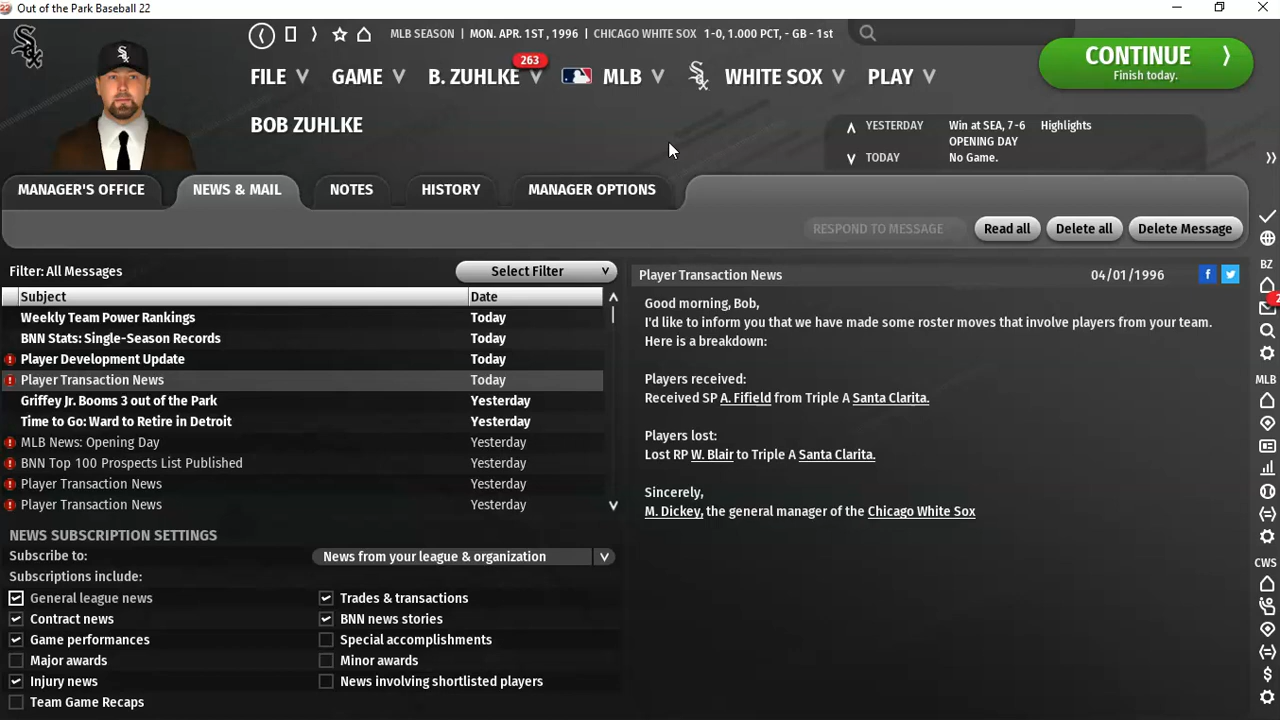 Out of the Park Baseball 22
MLB SEASON | MON. APR. 1ST, 1996 | CHICAGO WHITE SOX 1-0, 1.000 PCT, - GB - 1st
FILE GAME B. ZUHLKE 263 MLB WHITE SOX PLAY
CONTINUE
Finish today.
BOB ZUHLKE
YESTERDAY Win at SEA, 7-6 Highlights
OPENING DAY
TODAY No Game.
MANAGER'S OFFICE NEWS & MAIL NOTES HISTORY MANAGER OPTIONS
RESPOND TO MESSAGE Read all Delete all Delete Message
Filter: All Messages Select Filter
Subject Date
Weekly Team Power Rankings Today
BNN Stats: Single-Season Records Today
Player Development Update Today
Player Transaction News Today
Griffey Jr. Booms 3 out of the Park Yesterday
Time to Go: Ward to Retire in Detroit Yesterday
MLB News: Opening Day Yesterday
BNN Top 100 Prospects List Published Yesterday
Player Transaction News Yesterday
Player Transaction News Yesterday
NEWS SUBSCRIPTION SETTINGS
Subscribe to: News from your league & organization
Subscriptions include:
General league news Trades & transactions
Contract news BNN news stories
Game performances Special accomplishments
Major awards Minor awards
Injury news News involving shortlisted players
Team Game Recaps
Player Transaction News 04/01/1996
Good morning, Bob,
I'd like to inform you that we have made some roster moves that involve players from your team.
Here is a breakdown:
Players received:
Received SP A. Fifield from Triple A Santa Clarita.
Players lost:
Lost RP W. Blair to Triple A Santa Clarita.
Sincerely,
M. Dickey, the general manager of the Chicago White Sox
BZ
2
MLB
CWS